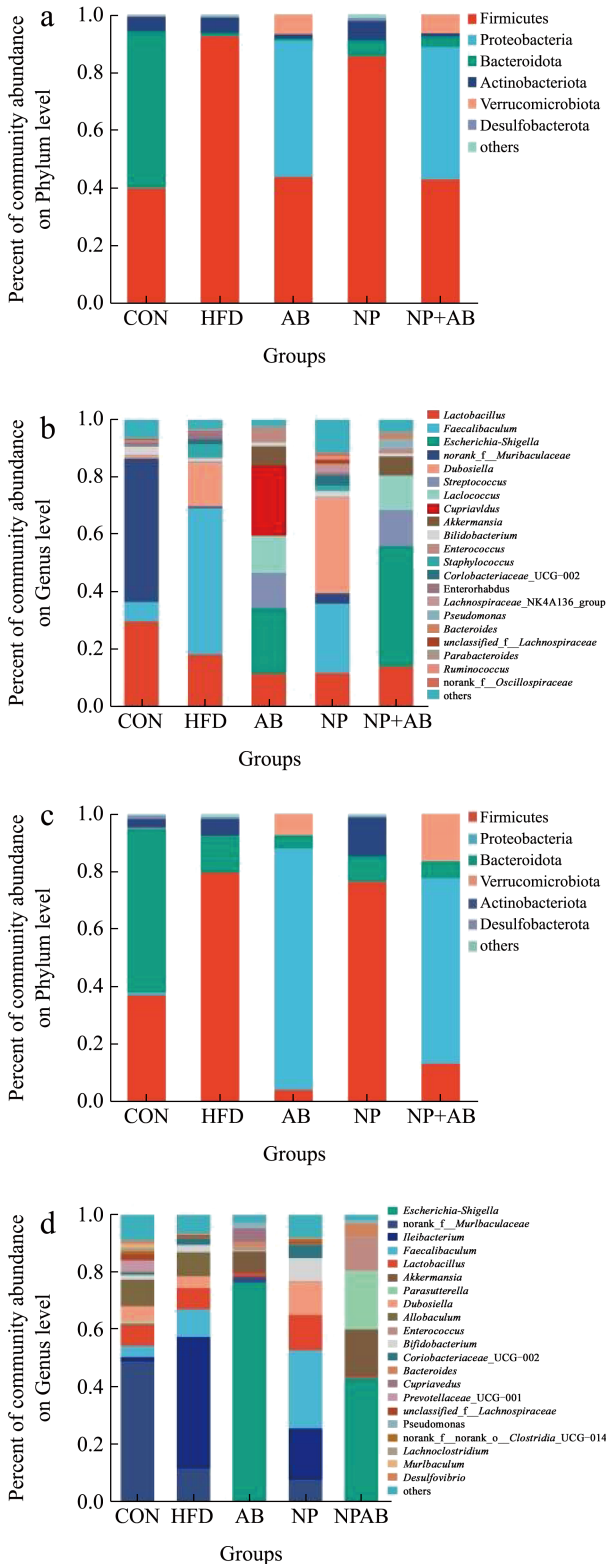 a
Percent of community abundance
on Phylum level
1.0
0.8
0.6
0.4
0.2
0.0
CON HFD AB NP NP+AB
Groups
Firmicutes
Proteobacteria
Bacteroidota
Actinobacteriota
Verrucomicrobiota
Desulfobacterota
others
b
Percent of community abundance
on Genus level
1.0
0.8
0.6
0.4
0.2
0.0
CON HFD AB NP NP+AB
Groups
Lactobacillus
Faecalibaculum
Escherichia-Shigella
norank_f__Muribaculaceae
Dubosiella
Streptococcus
Laclococcus
Cupriavldus
Akkermansia
Bilidobacterium
Enterococcus
Staphylococcus
Corlobacteriaceae_UCG-002
Enterorhabdus
Lachnospiraceae_NK4A136_group
Pseudomonas
Bacteroides
unclassified_f__Lachnospiraceae
Parabacteroides
Ruminococcus
norank_f__Oscillospiraceae
others
c
Percent of community abundance
on Phylum level
1.0
0.8
0.6
0.4
0.2
0.0
CON HFD AB NP NP+AB
Groups
Firmicutes
Proteobacteria
Bacteroidota
Verrucomicrobiota
Actinobacteriota
Desulfobacterota
others
d
Percent of community abundance
on Genus level
1.0
0.8
0.6
0.4
0.2
0.0
CON HFD AB NP NPAB
Groups
Escherichia-Shigella
norank_f__Murlbaculaceae
Ileibacterium
Faecalibaculum
Lactobacillus
Akkermansia
Parasutterella
Dubosiella
Allobaculum
Enterococcus
Bifidobacterium
Coriobacteriaceae_UCG-002
Bacteroides
Cupriavedus
Prevotellaceae_UCG-001
unclassified_f__Lachnospiraceae
Pseudomonas
norank_f__norank_o__Clostridia_UCG-014
Lachnoclostridium
Murlbaculum
Desulfovibrio
others